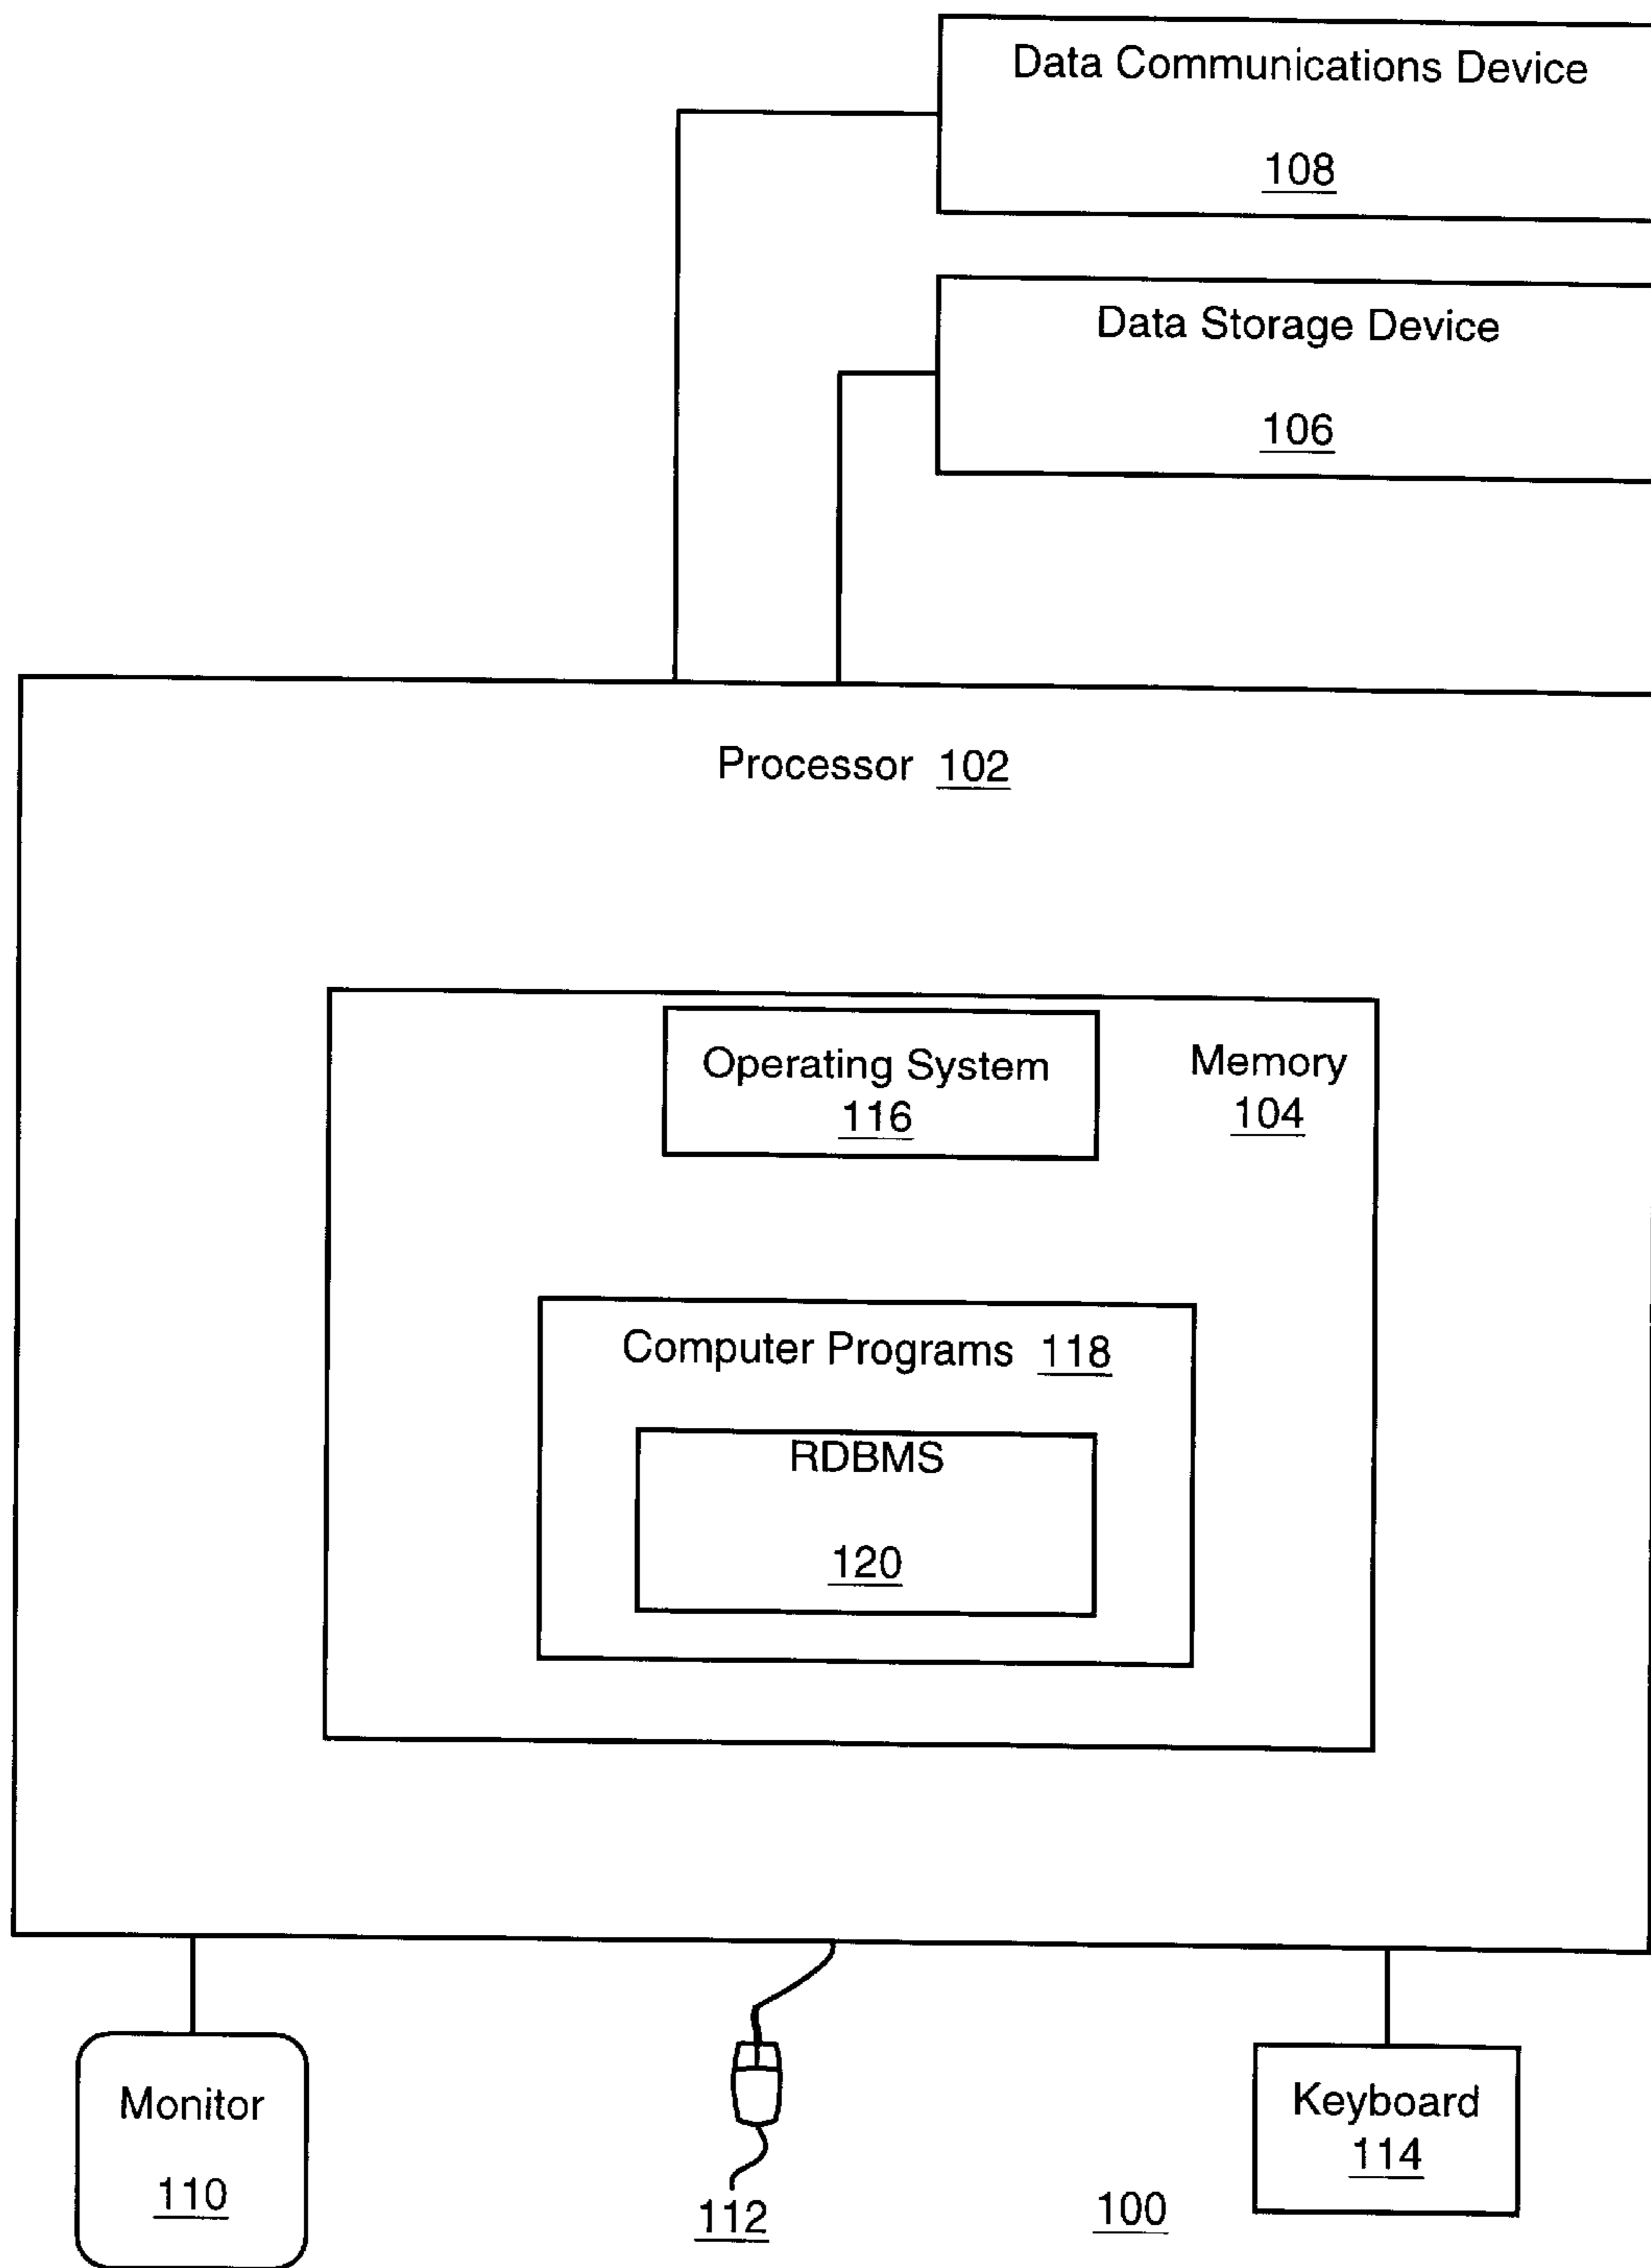 Data Communications Device
108
Data Storage Device
106
Processor 102
Operating System
116
Memory
104
Computer Programs 118
RDBMS
120
Monitor
110
112
100
Keyboard
114